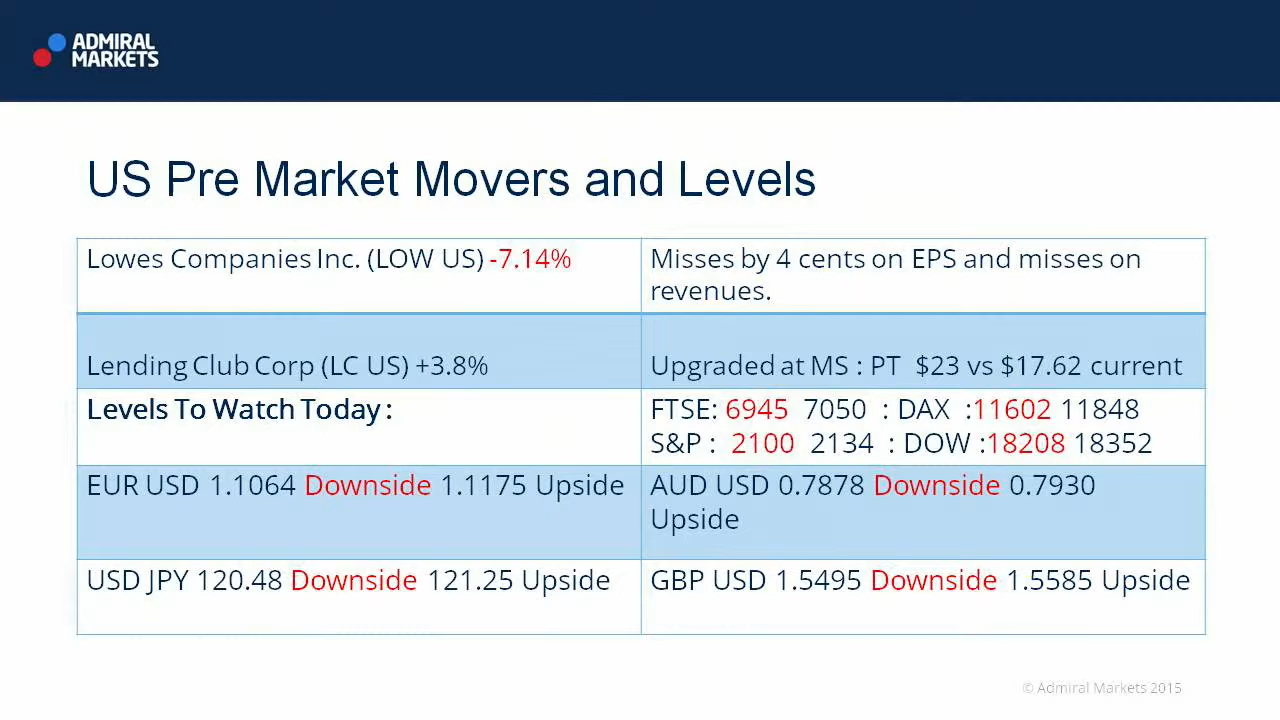 ADMIRAL
MARKETS
US Pre Market Movers and Levels
Lowes Companies Inc. (LOW US) -7.14%
Misses by 4 cents on EPS and misses on
revenues.
Lending Club Corp (LC US) +3.8%
Upgraded at MS : PT $23 vs $17.62 current
Levels To Watch Today :
FTSE: 6945 7050 : DAX :11602 11848
S&P : 2100 2134 : DOW :18208 18352
EUR USD 1.1064 Downside 1.1175 Upside
AUD USD 0.7878 Downside 0.7930
Upside
USD JPY 120.48 Downside 121.25 Upside
GBP USD 1.5495 Downside 1.5585 Upside
© Admiral Markets 2015